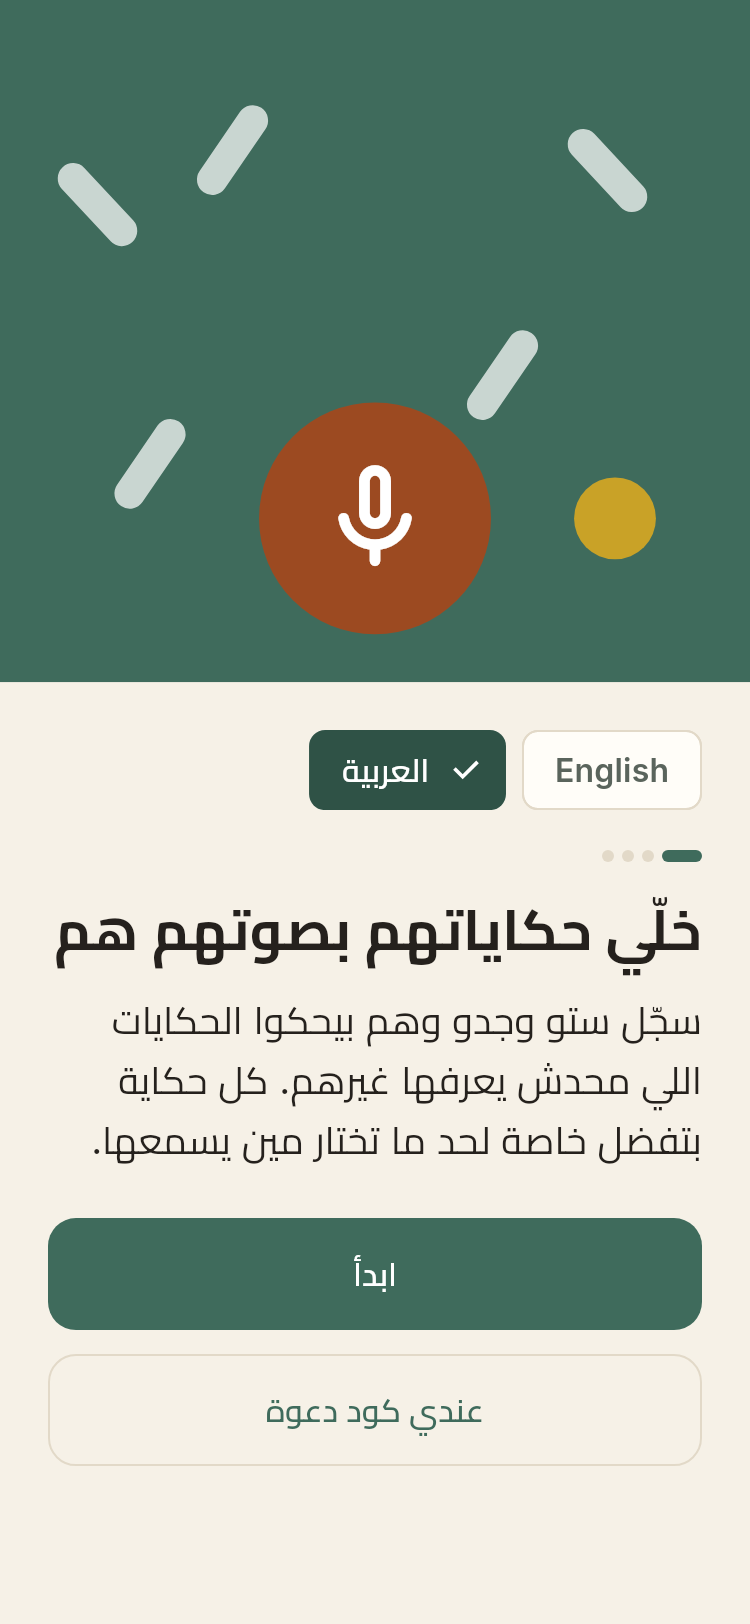 English
العربية
خلّي حكاياتهم بصوتهم هم
سجّل ستو وجدو وهم بيحكوا الحكايات
اللي محدش يعرفها غيرهم. كل حكاية
بتفضل خاصة لحد ما تختار مين يسمعها.
ابدأ
عندي كود دعوة